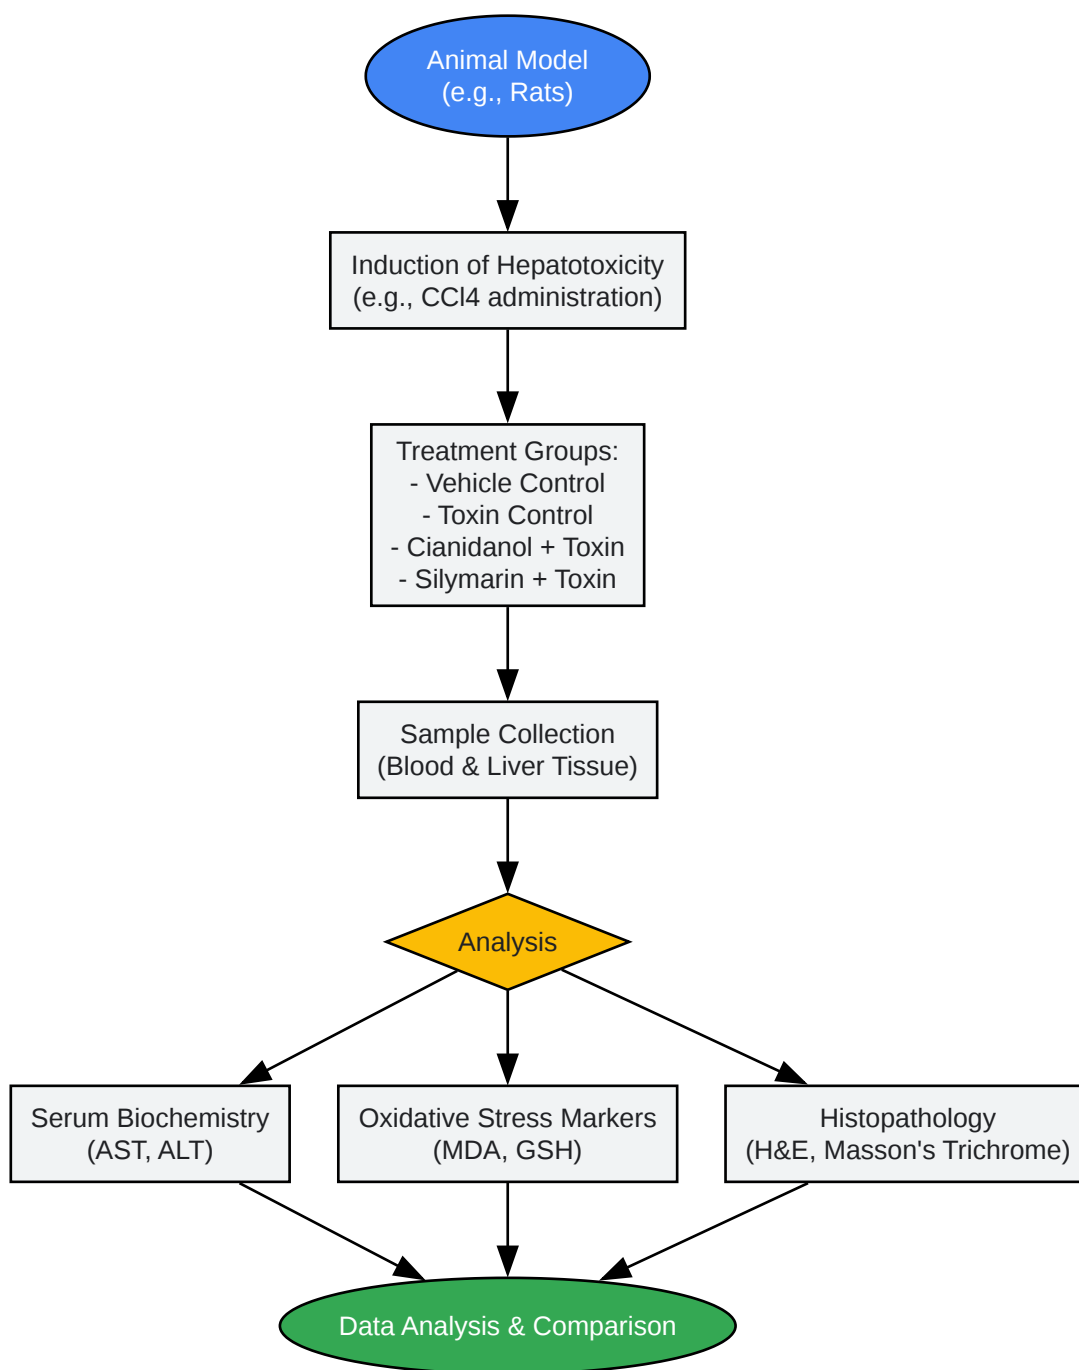 Animal Model
(e.g., Rats)
Induction of Hepatotoxicity
(e.g., CCl4 administration)
Treatment Groups:
- Vehicle Control
- Toxin Control
- Cianidanol + Toxin
- Silymarin + Toxin
Sample Collection
(Blood & Liver Tissue)
Analysis
Serum Biochemistry
(AST, ALT)
Oxidative Stress Markers
(MDA, GSH)
Histopathology
(H&E, Masson's Trichrome)
Data Analysis & Comparison